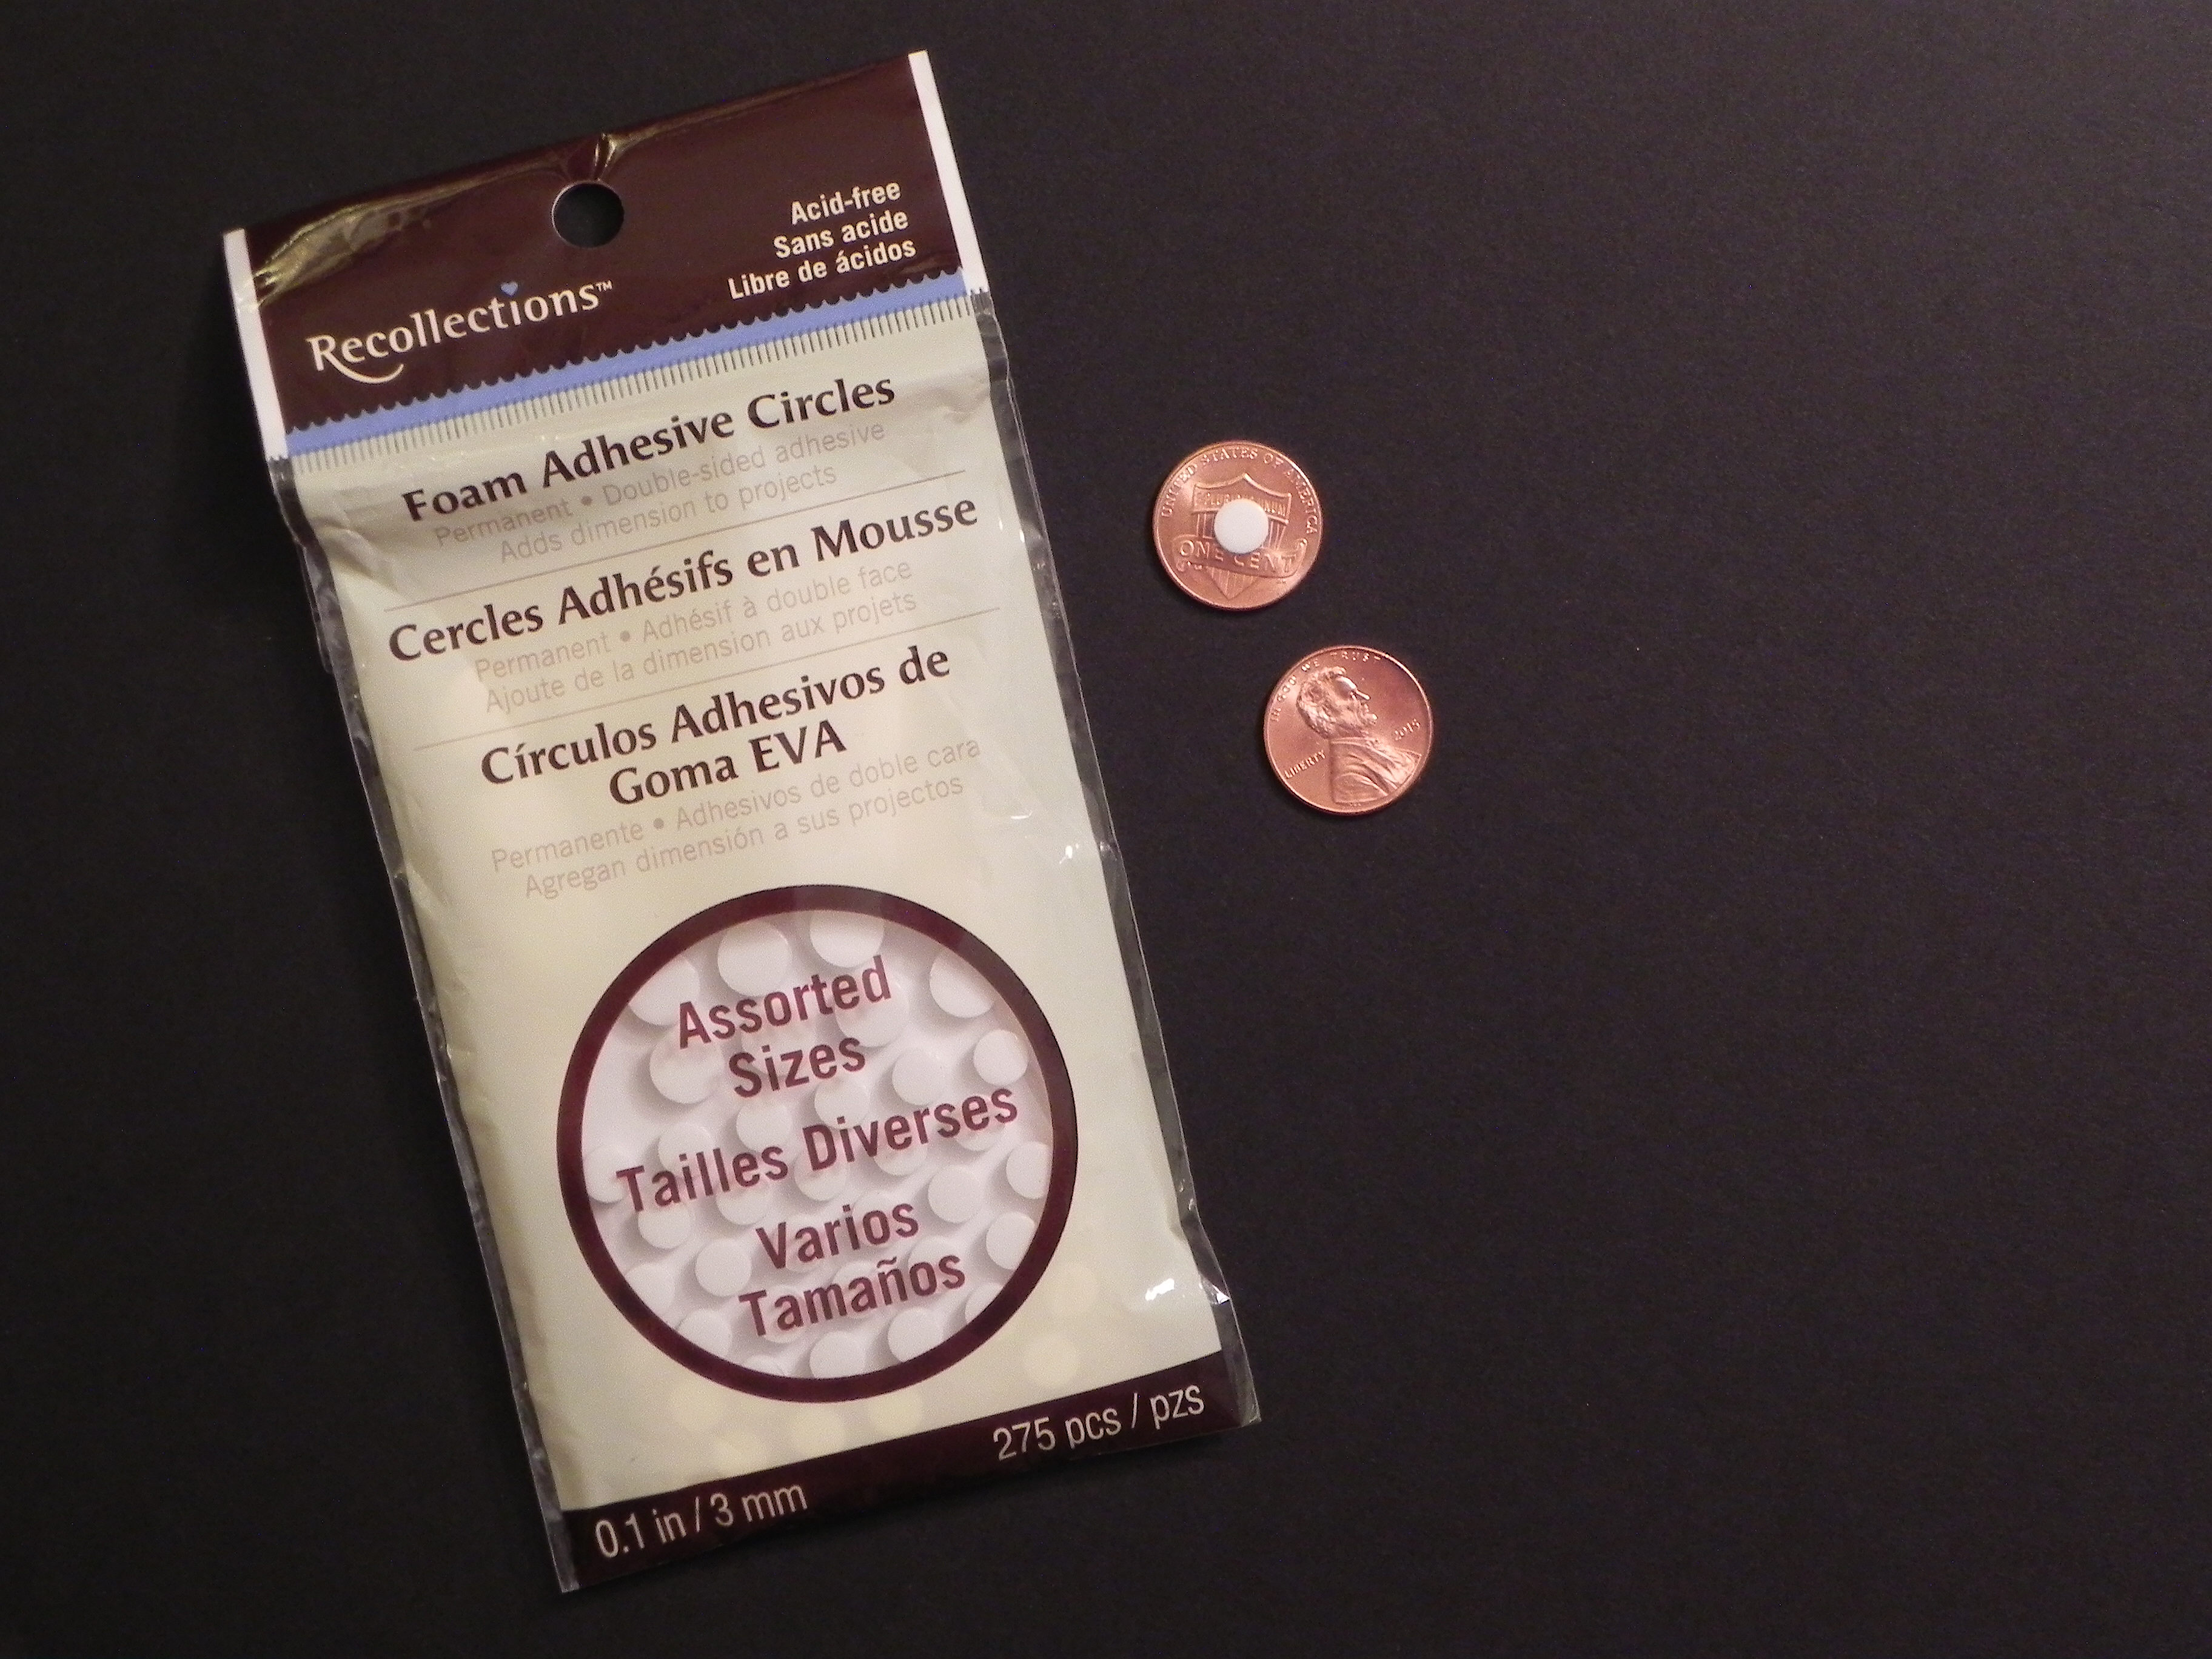 Acid-free
Sans acide
Libre de ácidos
Recollections™
Foam Adhesive Circles
Permanent • Double-sided adhesive
Adds dimension to projects
Cercles Adhésifs en Mousse
Permanent • Adhésif à double face
Ajoute de la dimension aux projets
Círculos Adhesivos de
Goma EVA
Permanente • Adhesivos de doble cara
Agregan dimensión a sus projectos
Assorted
Sizes
Tailles Diverses
Varios
Tamaños
275 pcs / pzs
0.1 in / 3 mm
UNITED STATES OF AMERICA
ONE CENT
IN GOD WE TRUST
LIBERTY